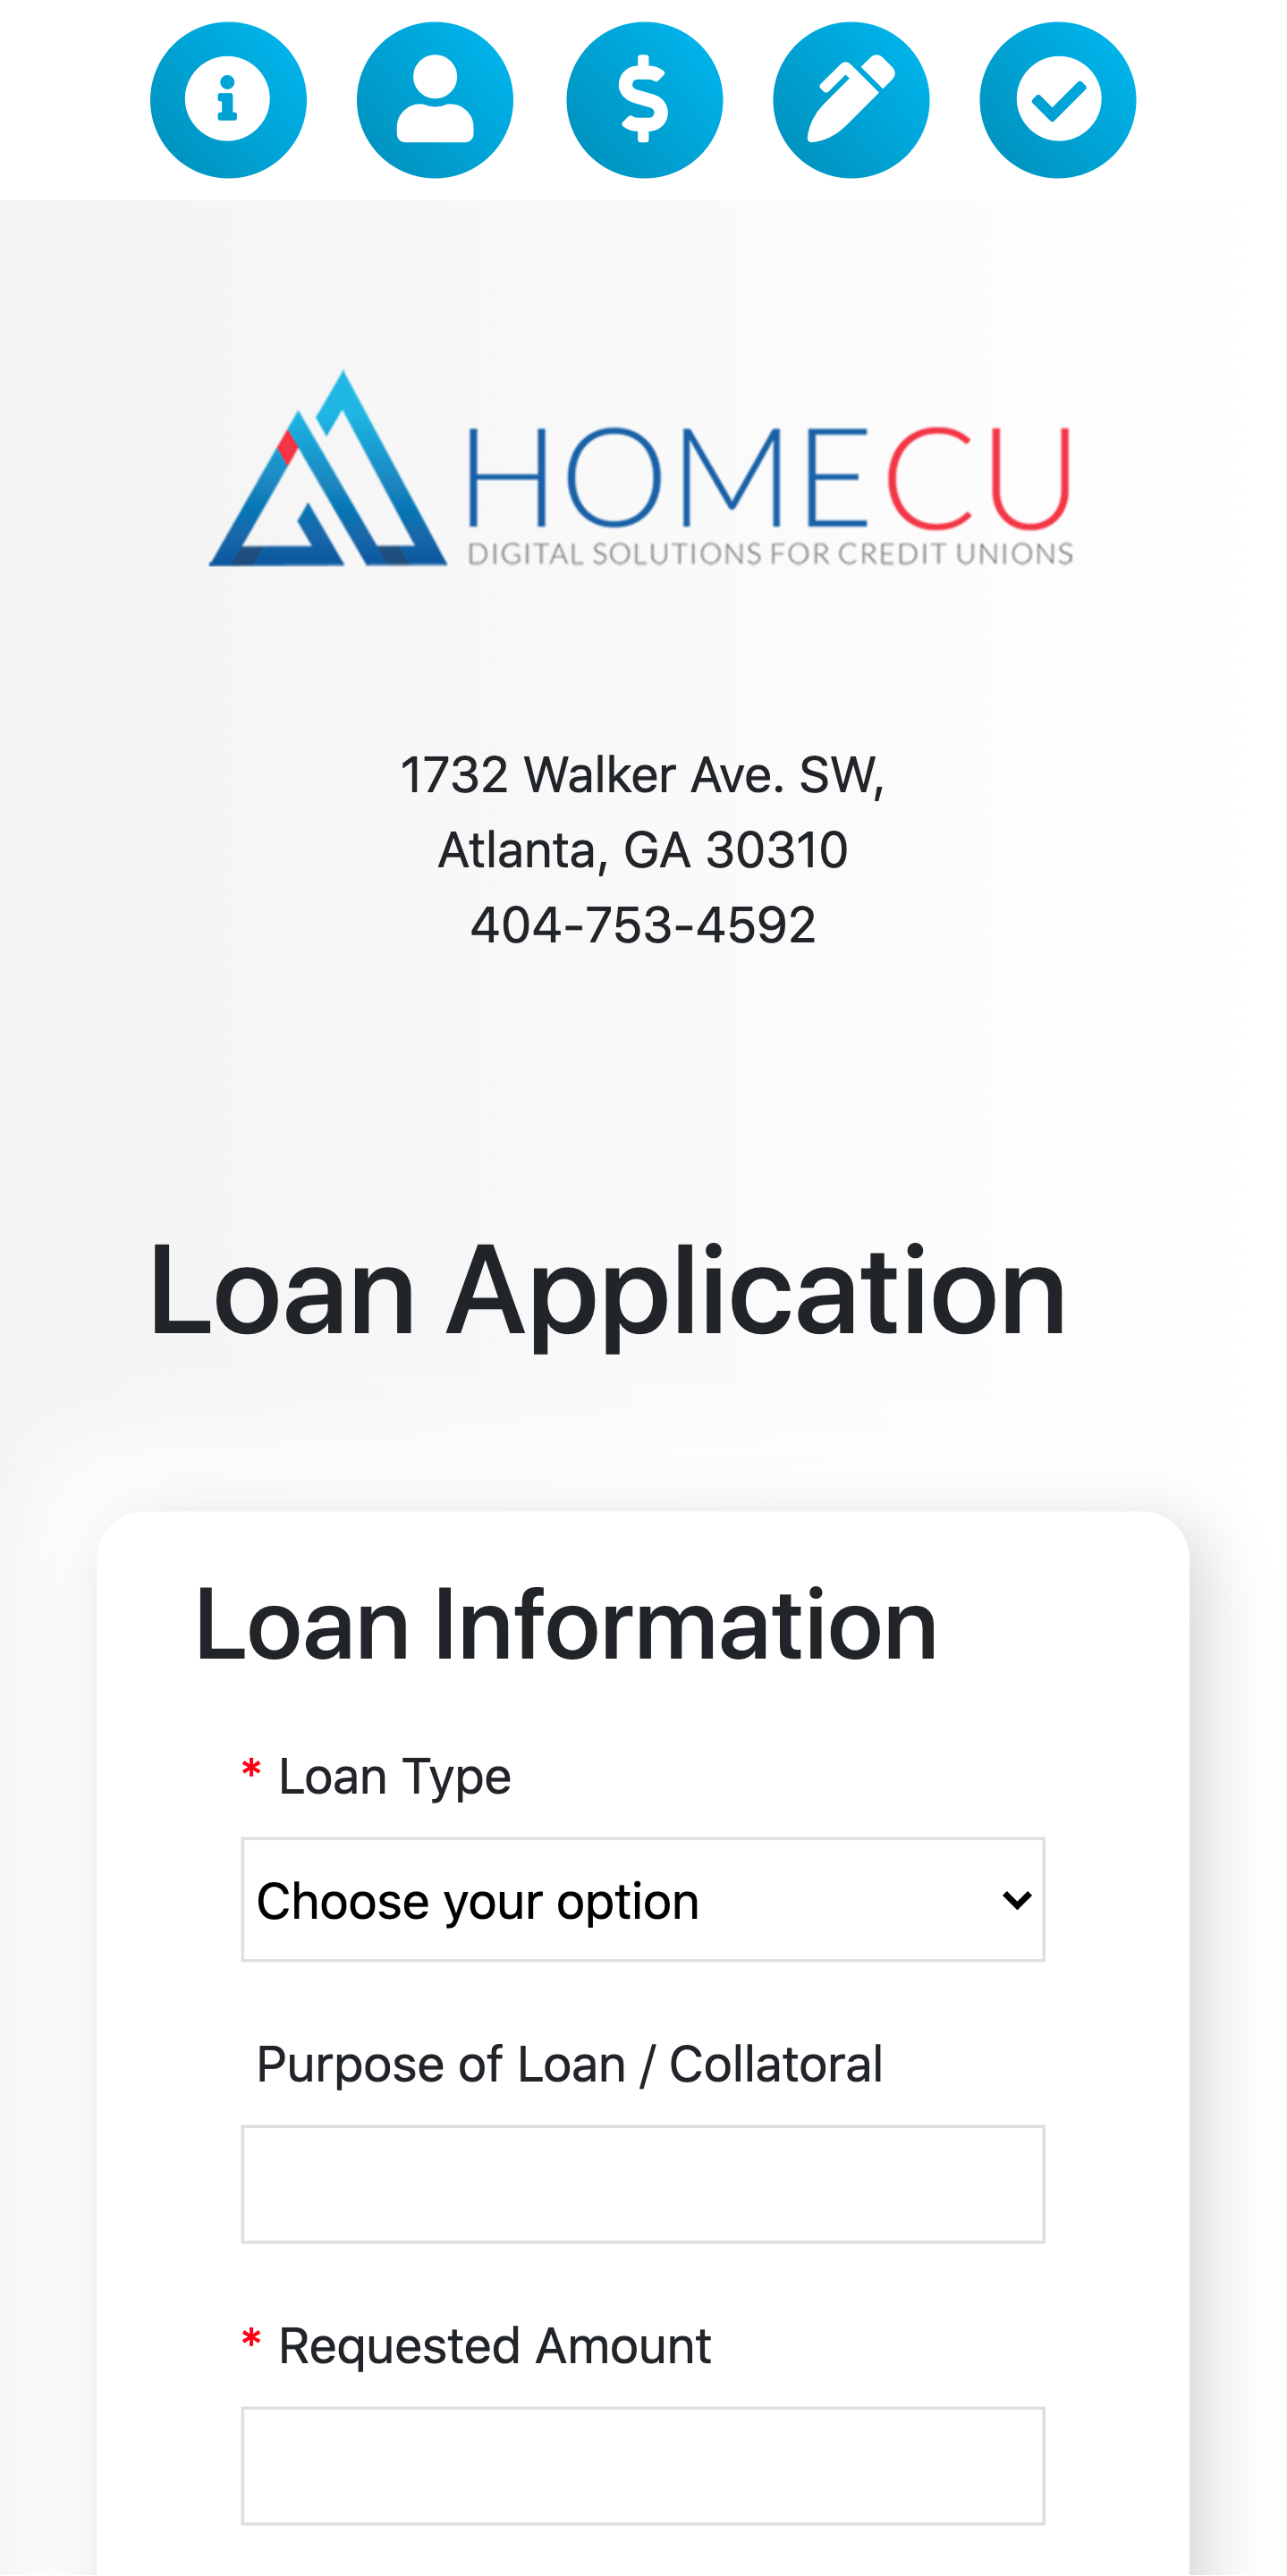 HOMECU
DIGITAL SOLUTIONS FOR CREDIT UNIONS
1732 Walker Ave. SW,
Atlanta, GA 30310
404-753-4592
Loan Application
Loan Information
* Loan Type
Choose your option
Purpose of Loan / Collatoral
* Requested Amount